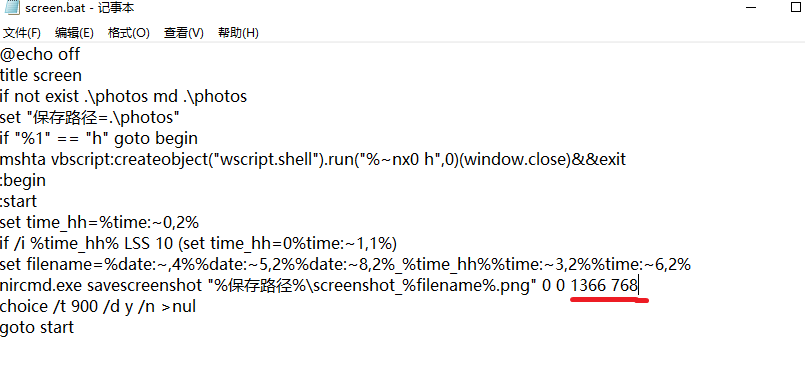 screen.bat - 记事本
文件(F) 编辑(E) 格式(O) 查看(V) 帮助(H)
@echo off
title screen
if not exist .\photos md .\photos
set "保存路径=.\photos"
if "%1" == "h" goto begin
mshta vbscript:createobject("wscript.shell").run("%~nx0 h",0)(window.close)&&exit
:begin
:start
set time_hh=%time:~0,2%
if /i %time_hh% LSS 10 (set time_hh=0%time:~1,1%)
set filename=%date:~,4%%date:~5,2%%date:~8,2%_%time_hh%%time:~3,2%%time:~6,2%
nircmd.exe savescreenshot "%保存路径%\screenshot_%filename%.png" 0 0 1366 768
choice /t 900 /d y /n >nul
goto start